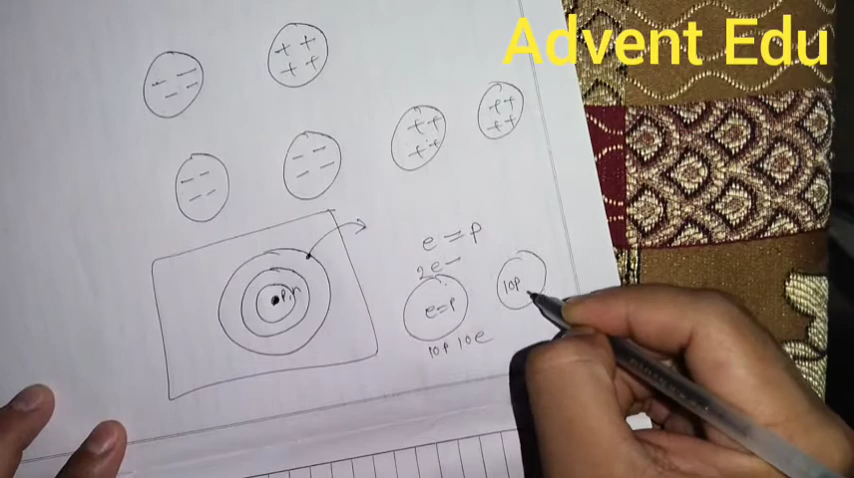 Advent Edu
- - - -
+ + + +
- - - -
- - - -
+ + + +
+ + + +
e = p
2e-
P,n
e=p
10p
10p 10e